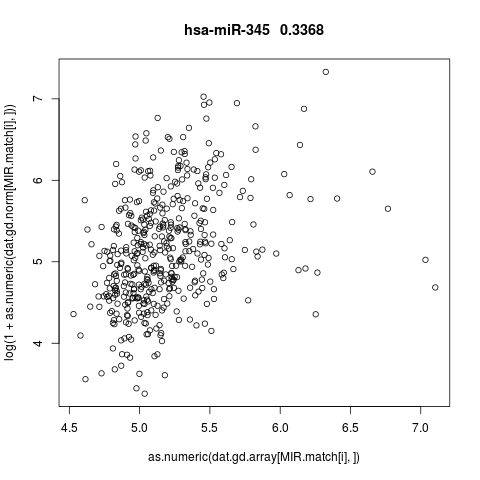 hsa-miR-345 0.3368
log(1 + as.numeric(dat.gd.norm[MIR.match[i], ]))
7
6
5
4
4.5 5.0 5.5 6.0 6.5 7.0
as.numeric(dat.gd.array[MIR.match[i], ])